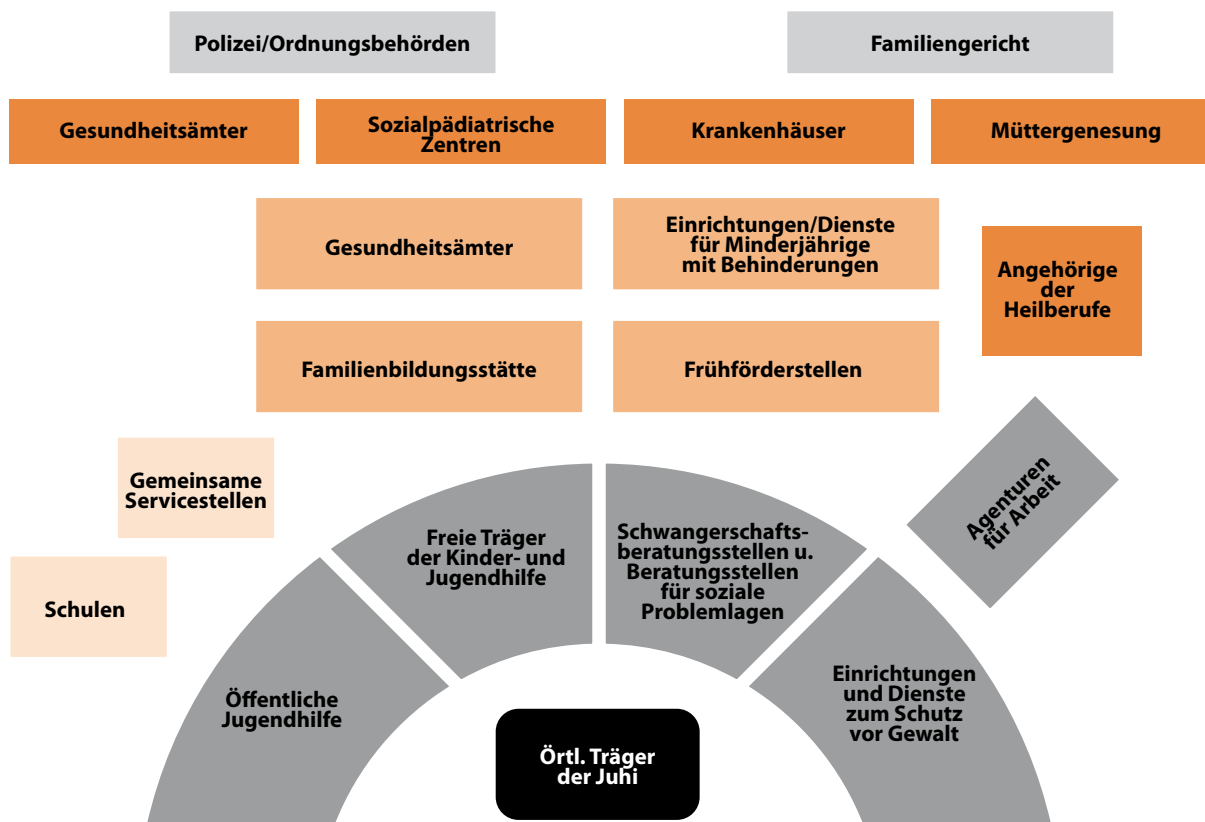 Polizei/Ordnungsbehörden
Familiengericht
Gesundheitsämter
Sozialpädiatrische
Zentren
Krankenhäuser
Müttergenesung
Gesundheitsämter
Einrichtungen/Dienste
für Minderjährige
mit Behinderungen
Angehörige
der
Heilberufe
Familienbildungsstätte
Frühförderstellen
Gemeinsame
Servicestellen
Agenturen
für Arbeit
Schulen
Freie Träger
der Kinder- und
Jugendhilfe
Schwangerschafts-
beratungsstellen u.
Beratungsstellen
für soziale
Problemlagen
Öffentliche
Jugendhilfe
Einrichtungen
und Dienste
zum Schutz
vor Gewalt
Örtl. Träger
der Juhi